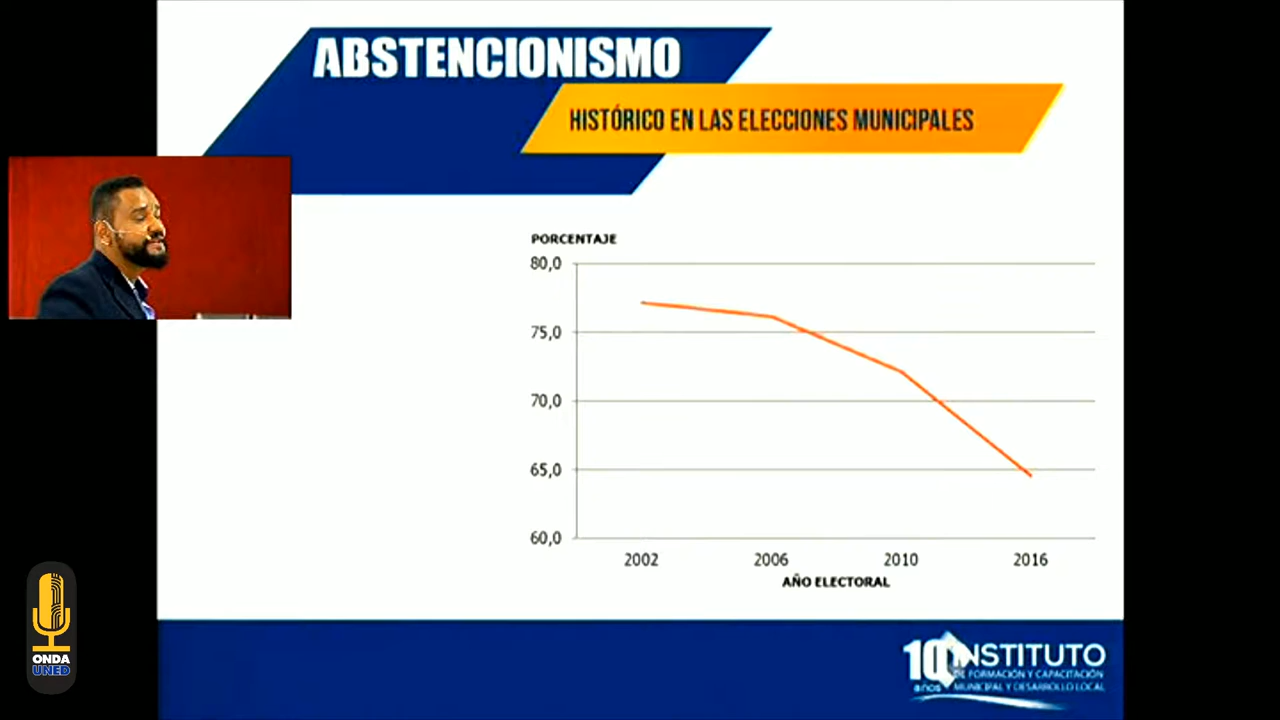 ABSTENCIONISMO
HISTÓRICO EN LAS ELECCIONES MUNICIPALES
PORCENTAJE
80,0
75,0
70,0
65,0
60,0
2002 2006 2010 2016
AÑO ELECTORAL
ONDA
UNED
10 INSTITUTO
años DE FORMACIÓN Y CAPACITACIÓN
MUNICIPAL Y DESARROLLO LOCAL